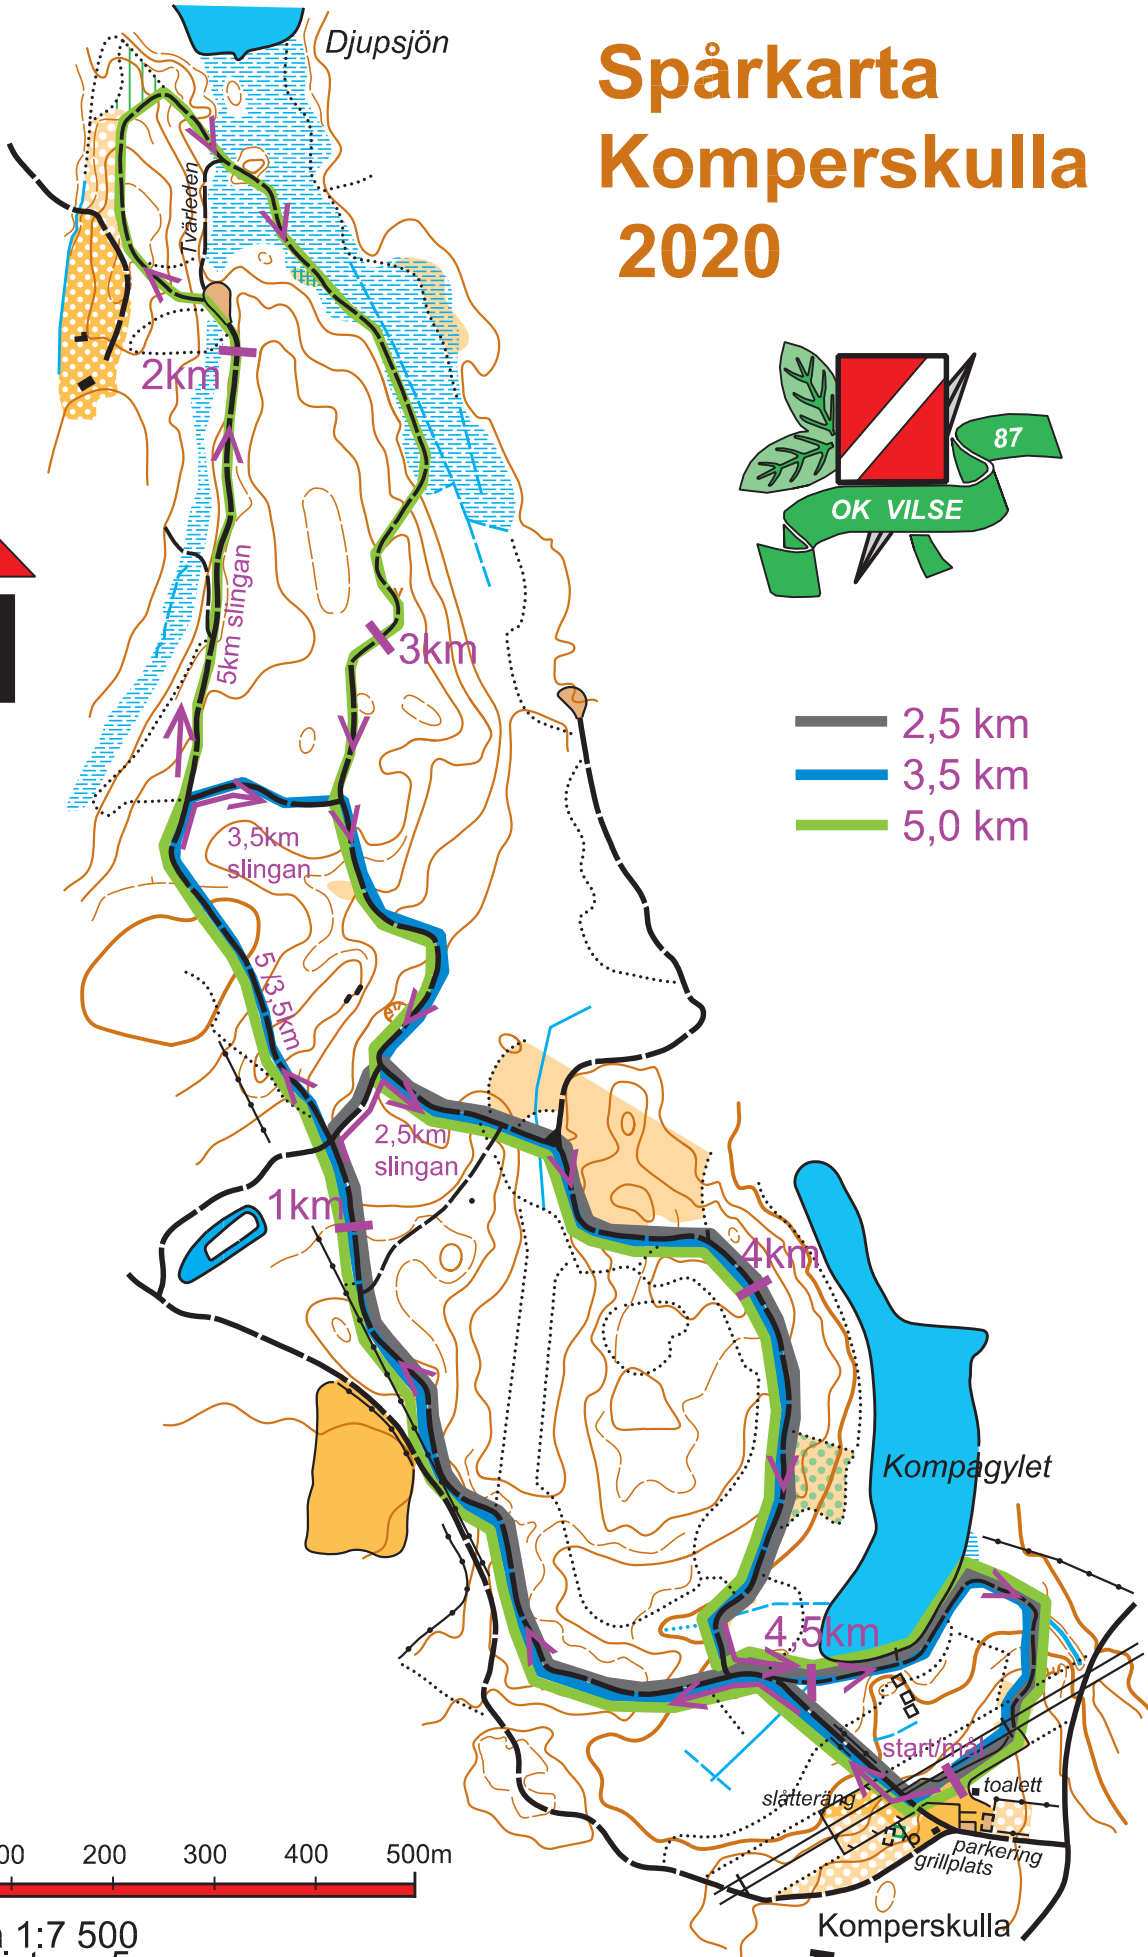 Djupsjön
Spårkarta
Komperskulla
2020
Tvärleden
2km
87
OK VILSE
5km slingan
3km
2,5 km
3,5 km
5,0 km
3,5km
slingan
5/3,5km
2,5km
slingan
1km
4km
Kompagylet
4,5km
start/mål
toalett
slåtteräng
parkering
grillplats
200
300
400
500m
1:7 500
Komperskulla